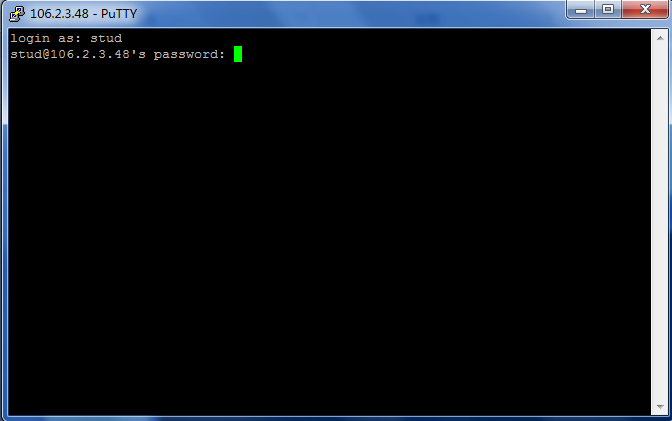 106.2.3.48 - PuTTY
login as: stud
stud@106.2.3.48's password: